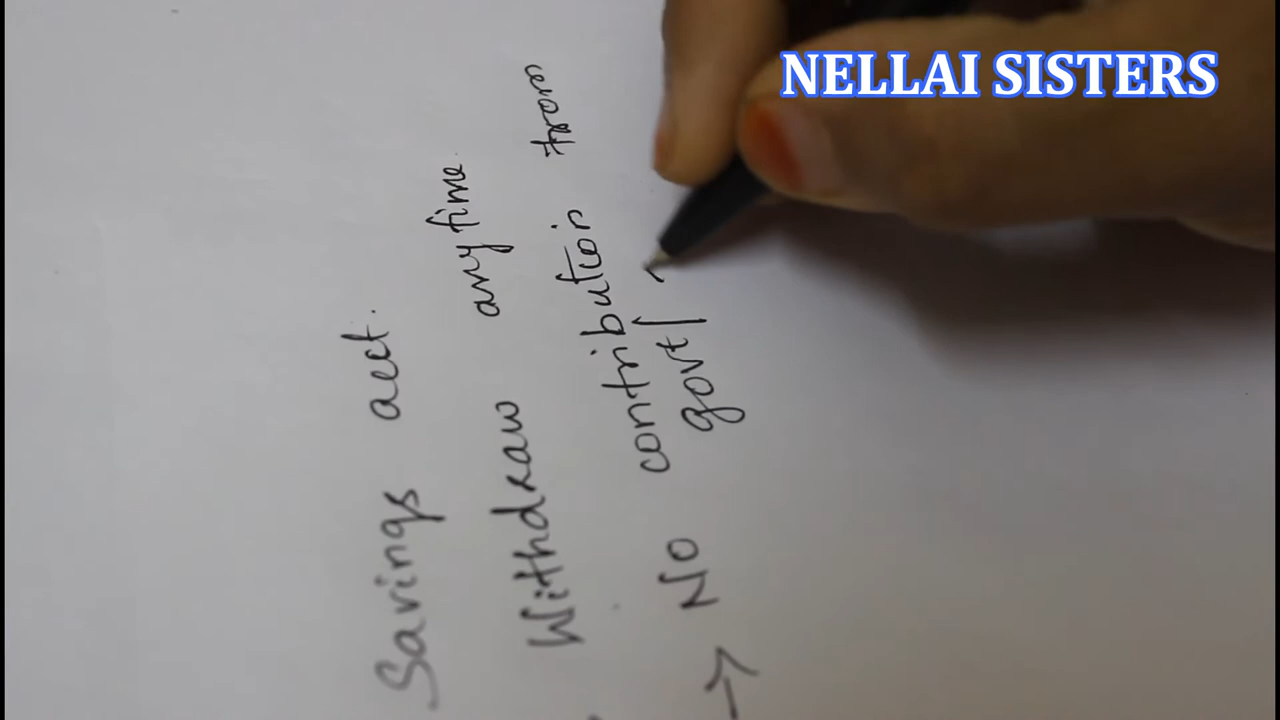 NELLAI SISTERS
Savings acct.
Withdraw anytime.
→ No contribution from
govt/